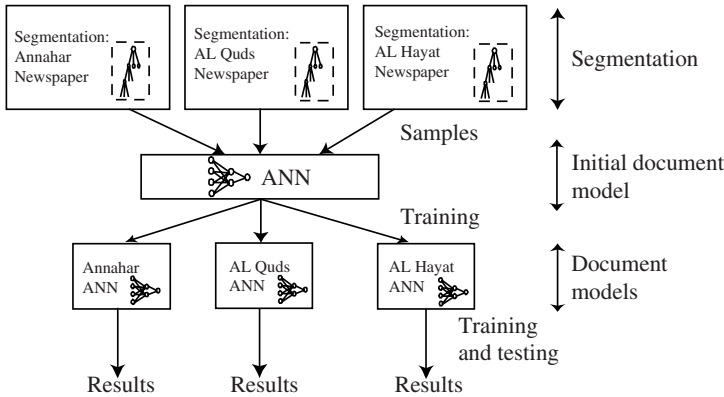 Segmentation:
Annahar
Newspaper
Segmentation:
AL Quds
Newspaper
Segmentation:
AL Hayat
Newspaper
Segmentation
Samples
ANN
Initial document
model
Training
Annahar
ANN
AL Quds
ANN
AL Hayat
ANN
Document
models
Training
and testing
Results
Results
Results